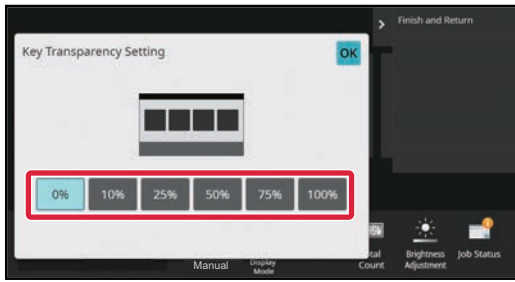 Finish and Return
Key Transparency Setting
OK
0% 10% 25% 50% 75% 100%
Manual
Display
Mode
Count
Brightness
Adjustment
Job Status